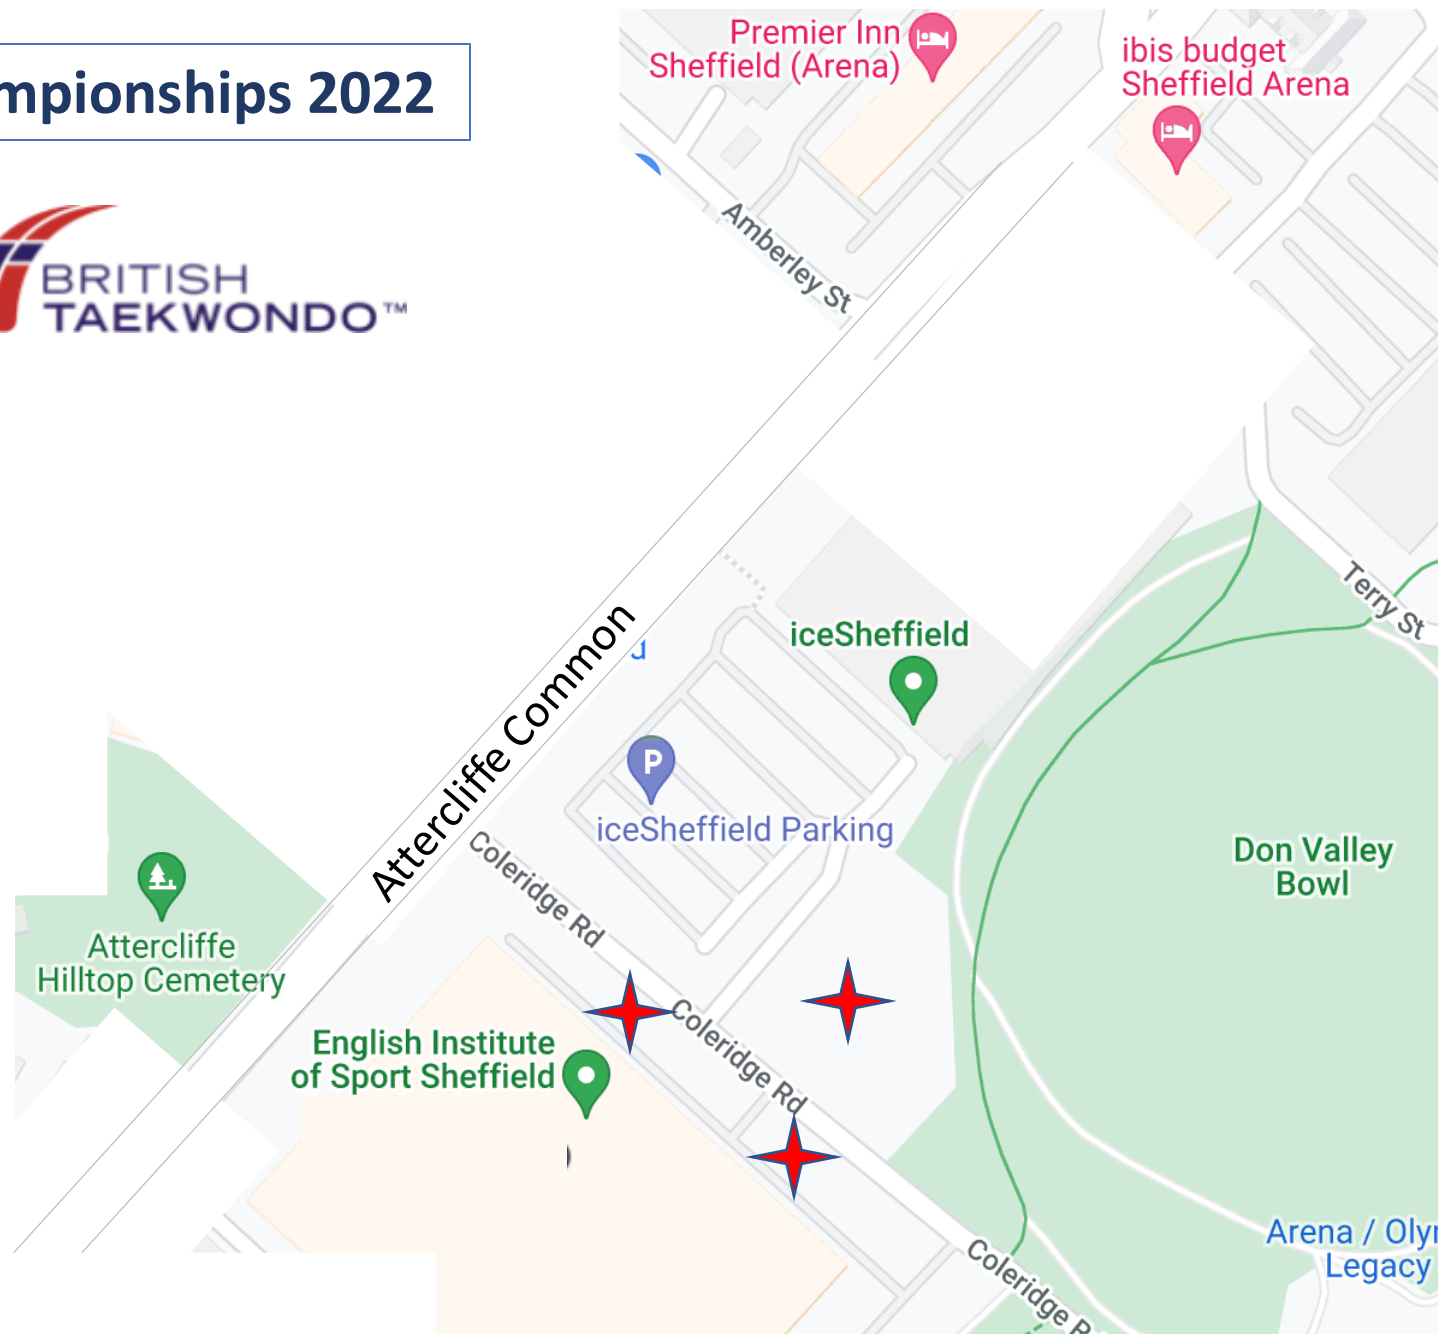 mpionships 2022
BRITISH
TAEKWONDO™
Premier Inn
Sheffield (Arena)
ibis budget
Sheffield Arena
Amberley St
Terry St
iceSheffield
Attercliffe Common
P
iceSheffield Parking
Coleridge Rd
Don Valley
Bowl
Attercliffe
Hilltop Cemetery
English Institute
of Sport Sheffield
Coleridge Rd
Arena / Oly
Legacy
Coleridge R